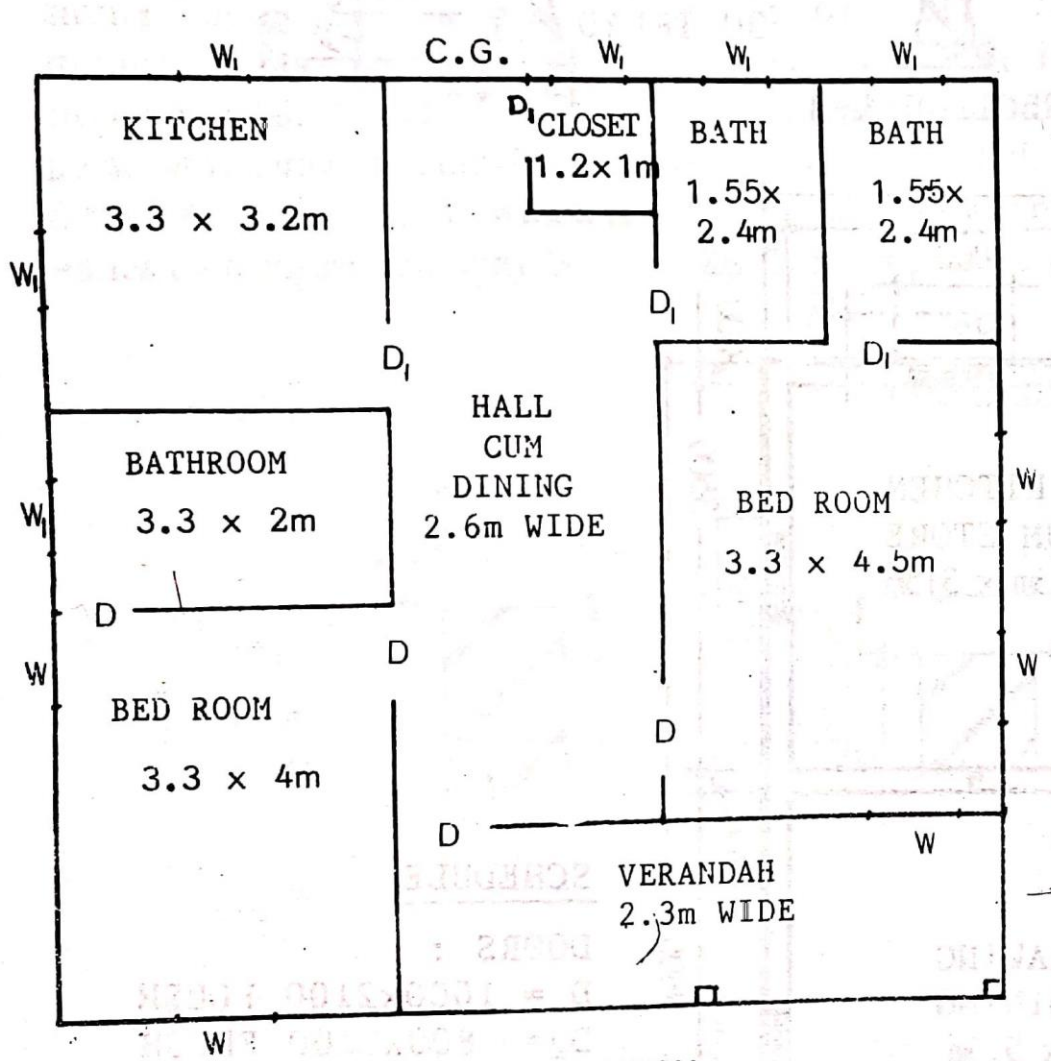 W₁ C.G. W₁ W₁ W₁
KITCHEN
3.3 x 3.2m
D₁
CLOSET
1.2x1m
BATH
1.55x
2.4m
BATH
1.55x
2.4m
W₁
D₁
D₁
D₁
HALL
CUM
DINING
2.6m WIDE
BATHROOM
3.3 x 2m
W₁
BED ROOM
3.3 x 4.5m
W
D
D
W
W
BED ROOM
3.3 x 4m
D
D
W
VERANDAH
2.3m WIDE
W
SCHEDULE
DOORS :